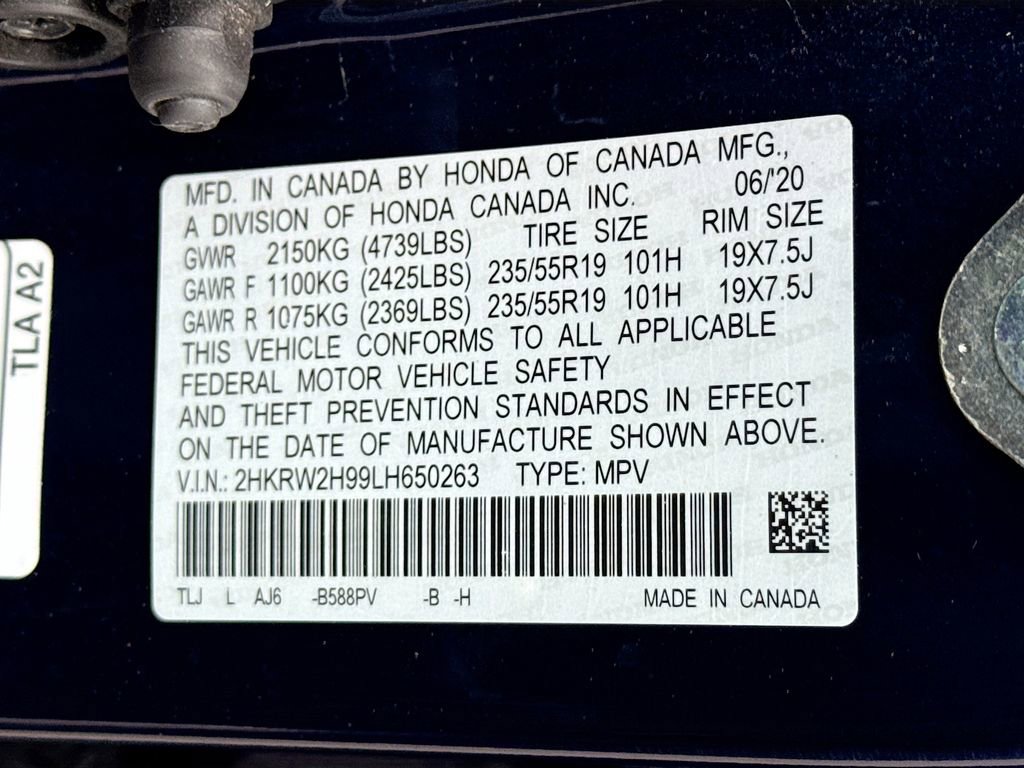 MFD. IN CANADA BY HONDA OF CANADA MFG.,
A DIVISION OF HONDA CANADA INC. 06/'20
GVWR 2150KG (4739LBS) TIRE SIZE RIM SIZE
GAWR F 1100KG (2425LBS) 235/55R19 101H 19X7.5J
GAWR R 1075KG (2369LBS) 235/55R19 101H 19X7.5J
THIS VEHICLE CONFORMS TO ALL APPLICABLE
FEDERAL MOTOR VEHICLE SAFETY
AND THEFT PREVENTION STANDARDS IN EFFECT
ON THE DATE OF MANUFACTURE SHOWN ABOVE.
V.I.N.: 2HKRW2H99LH650263 TYPE: MPV
TLJ L AJ6 -B588PV -B -H MADE IN CANADA
TLA A2